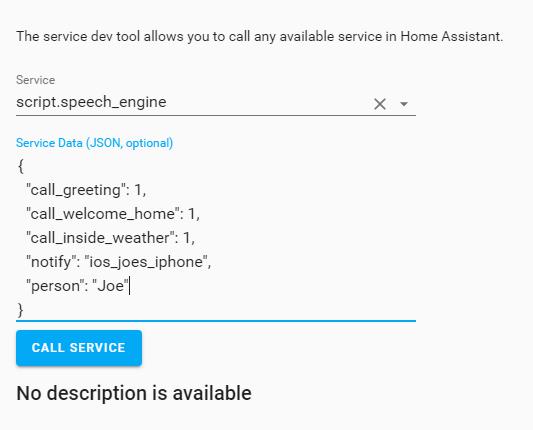 The service dev tool allows you to call any available service in Home Assistant.
Service
script.speech_engine
Service Data (JSON, optional)
{
"call_greeting": 1,
"call_welcome_home": 1,
"call_inside_weather": 1,
"notify": "ios_joes_iphone",
"person": "Joe"
}
CALL SERVICE
No description is available